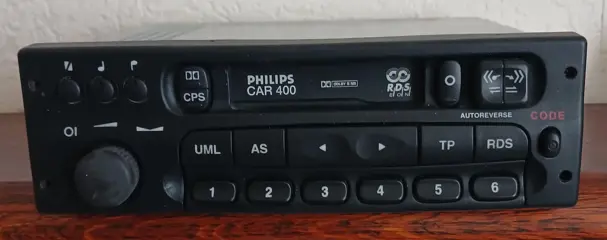 PHILIPS
CAR 400
CPS
DOLBY B NR
RDS
EON
O
AUTOREVERSE
CODE
OI
UML
AS
TP
RDS
1
2
3
4
5
6